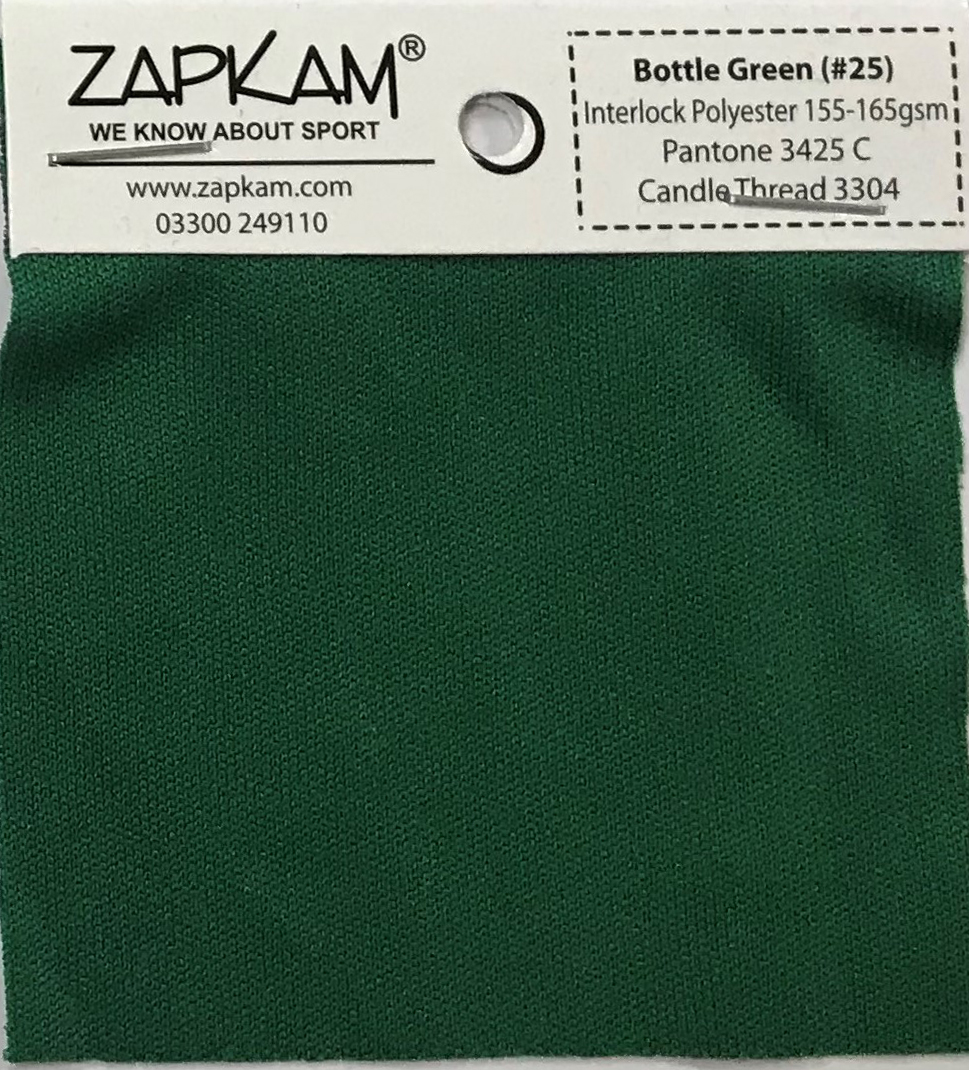 ZAPKAM®
WE KNOW ABOUT SPORT
www.zapkam.com
03300 249110
Bottle Green (#25)
Interlock Polyester 155-165gsm
Pantone 3425 C
Candle Thread 3304